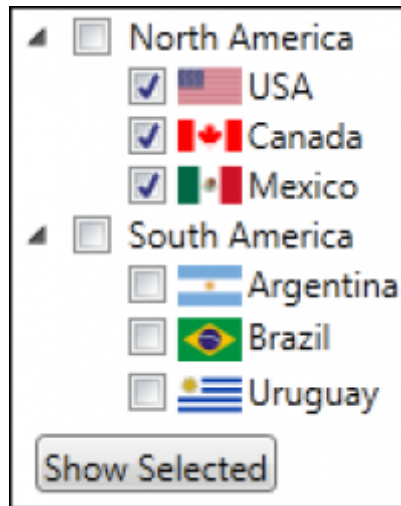 North America
USA
Canada
Mexico
South America
Argentina
Brazil
Uruguay
Show Selected